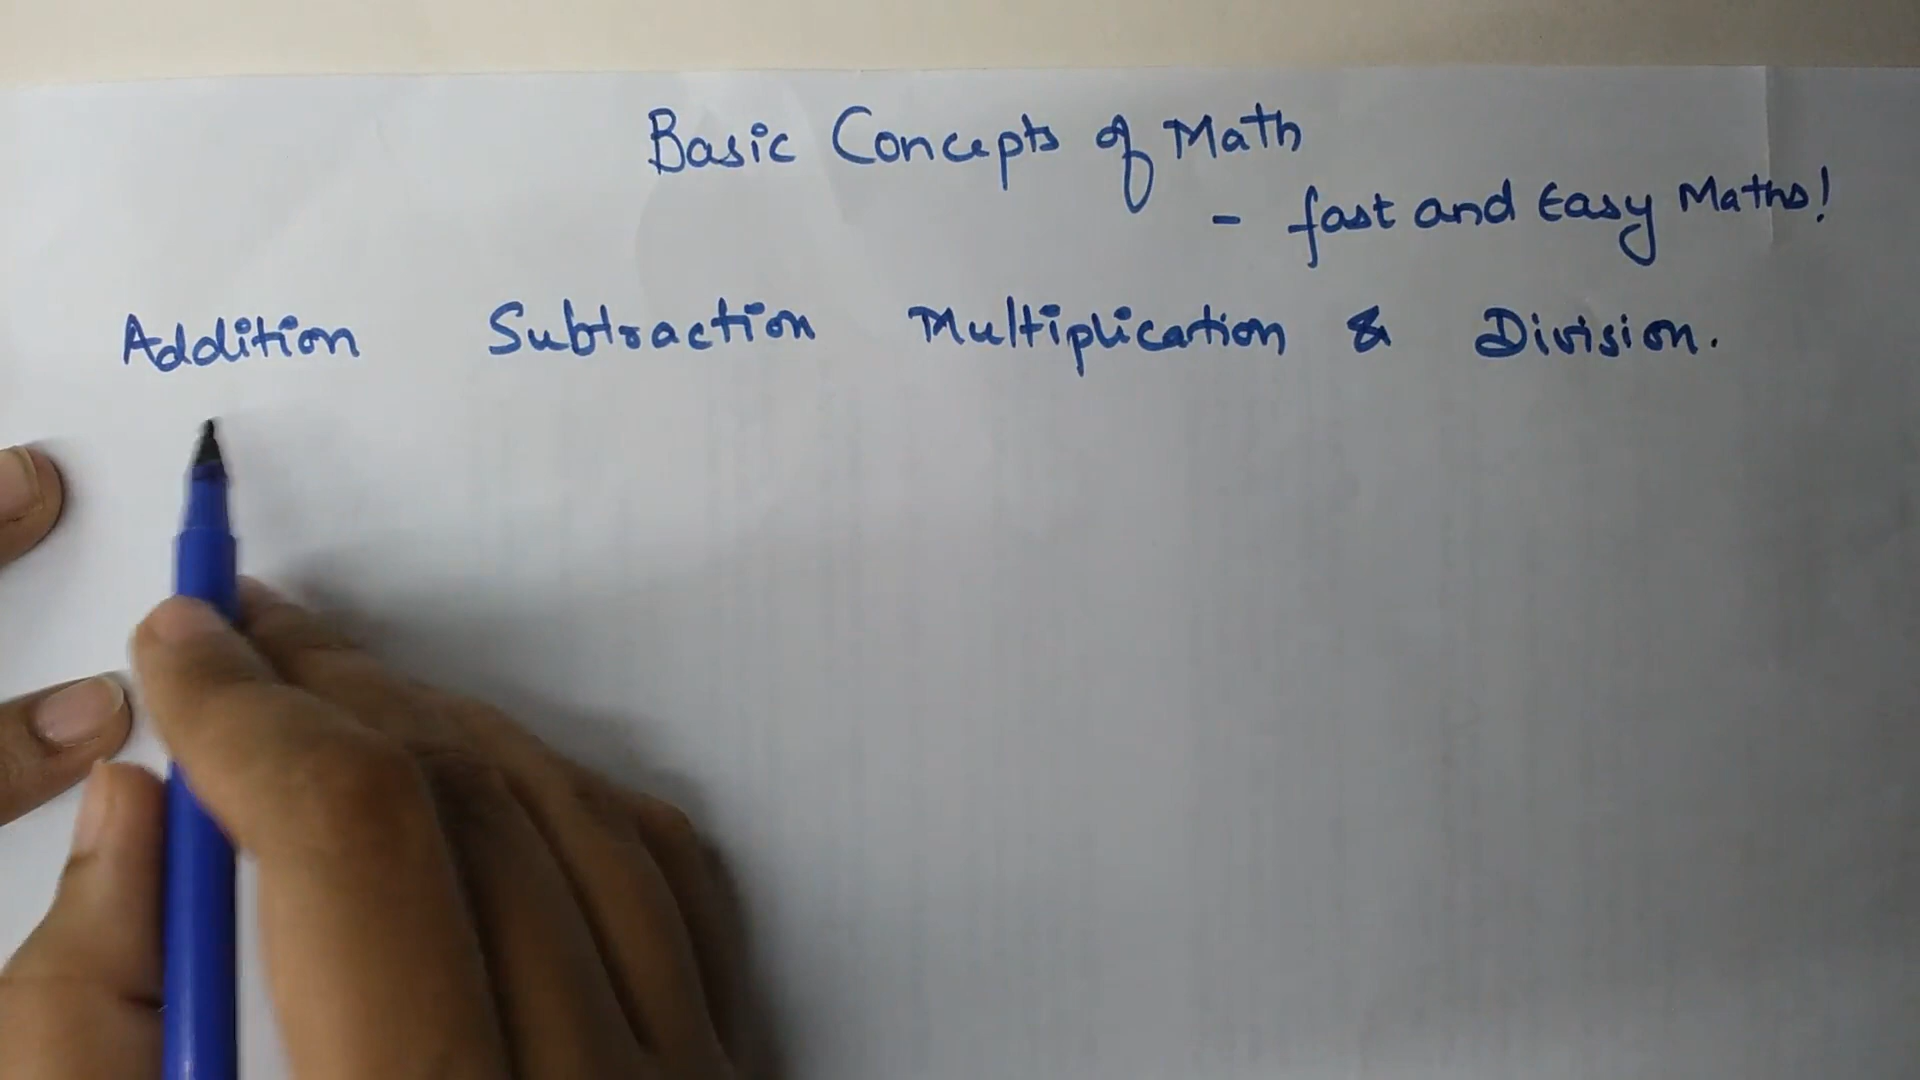 Basic Concepts of Math
- fast and Easy Maths!
Addition Subtraction Multiplication & Division.